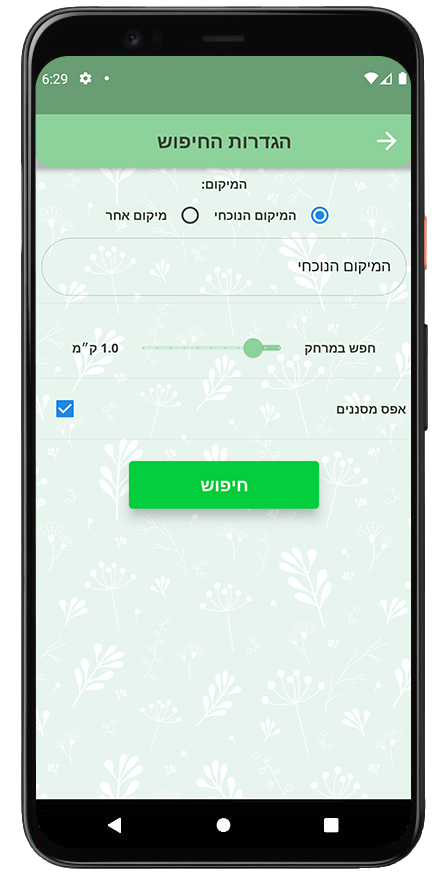 6:29
הגדרות החיפוש
המיקום:
המיקום הנוכחי מיקום אחר
המיקום הנוכחי
חפש במרחק 1.0 ק״מ
אפס מסננים
חיפוש